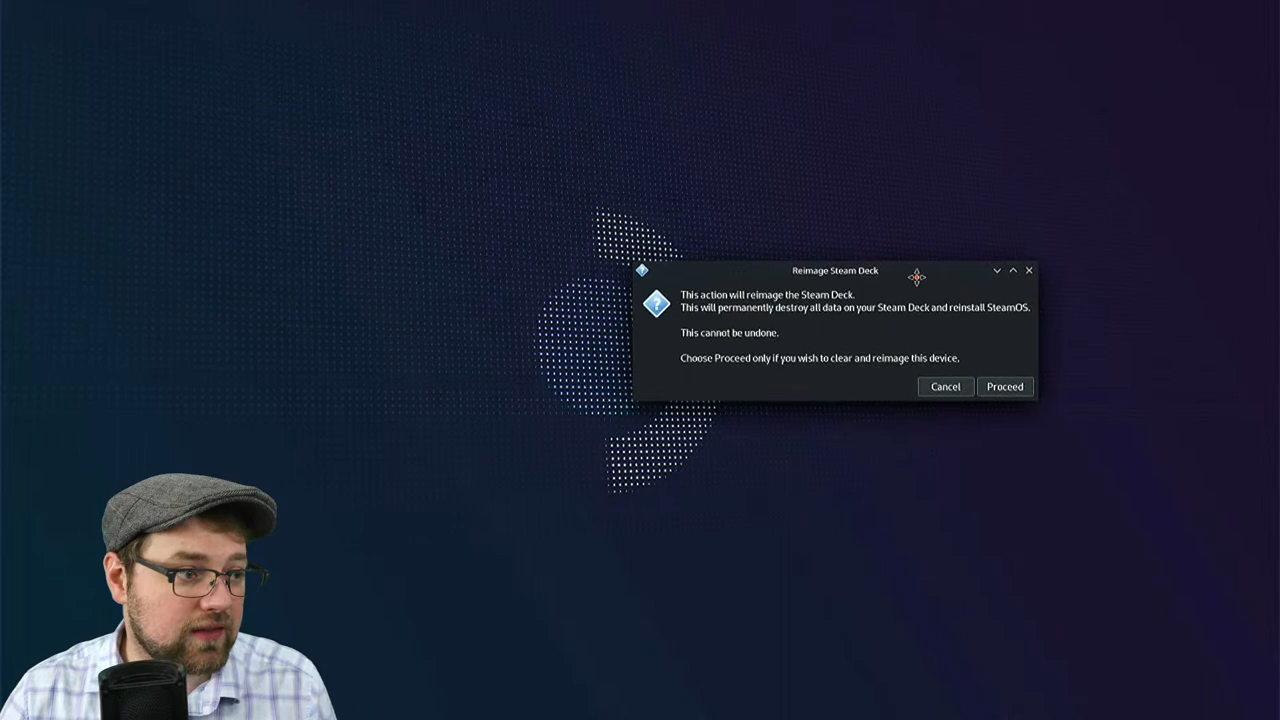 Reimage Steam Deck
This action will reimage the Steam Deck.
This will permanently destroy all data on your Steam Deck and reinstall SteamOS.
This cannot be undone.
Choose Proceed only if you wish to clear and reimage this device.
Cancel
Proceed